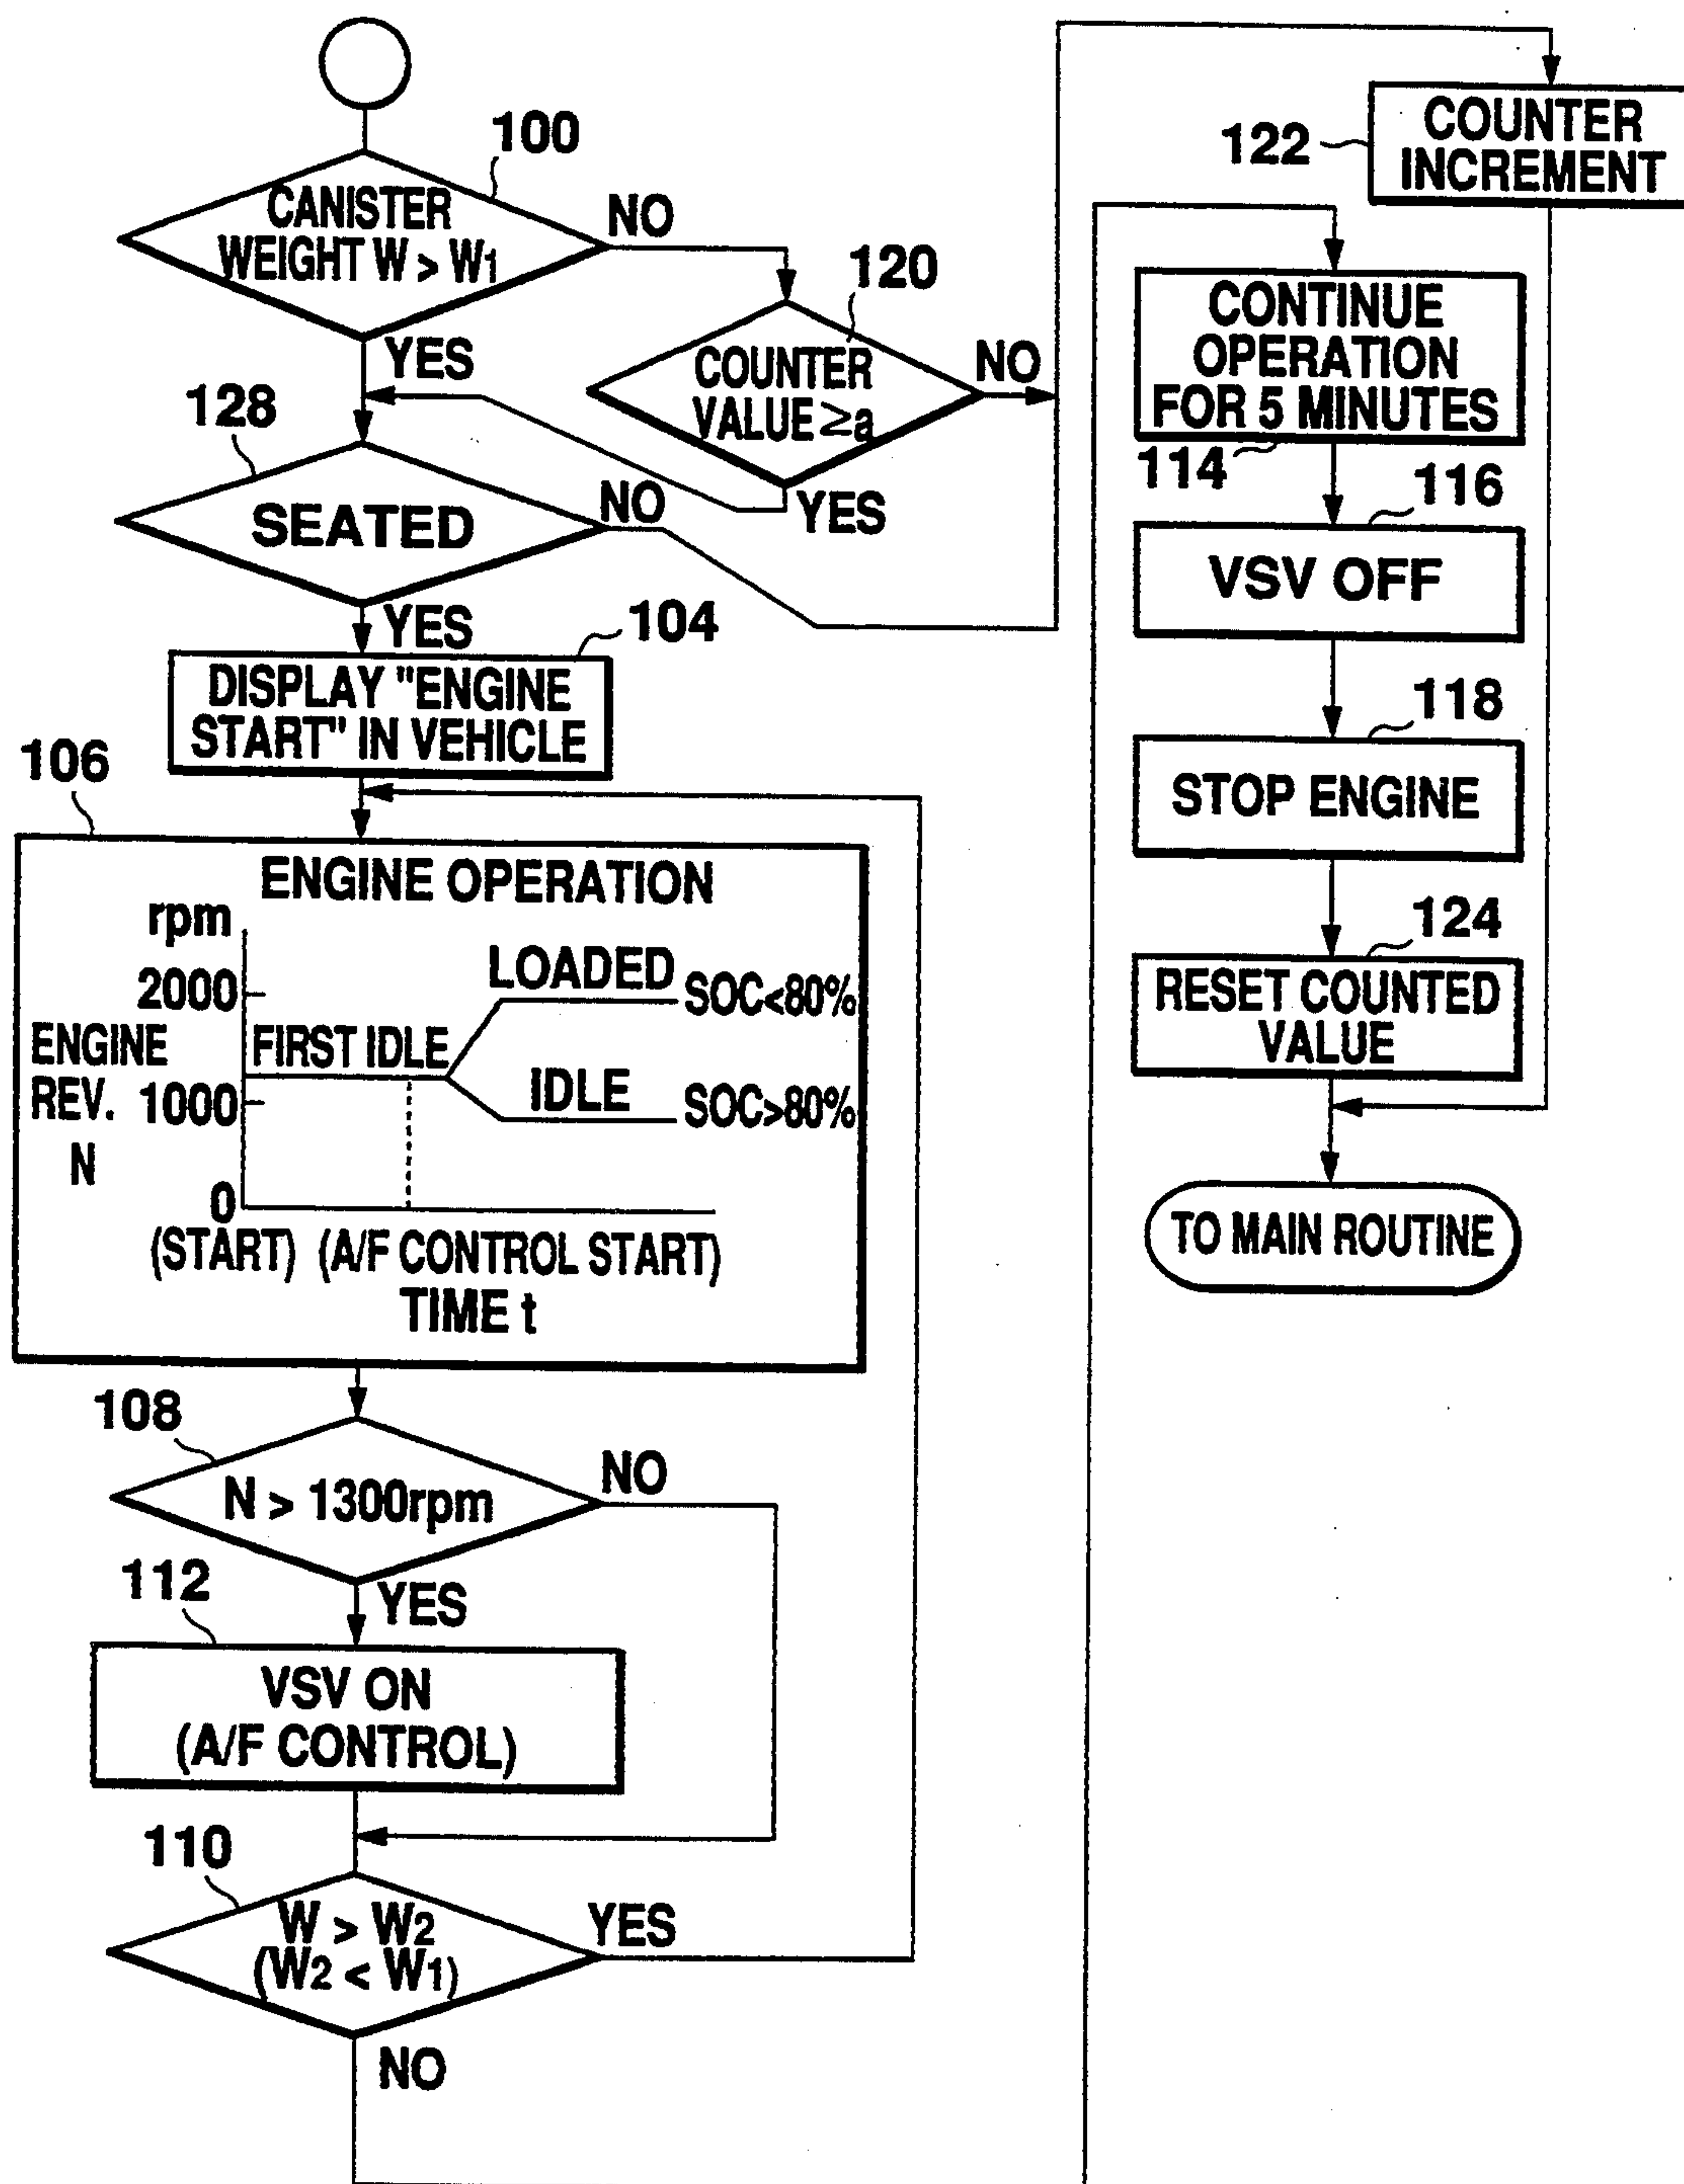 100
CANISTER
WEIGHT W > W1
NO
YES
120
COUNTER
VALUE ≥a
NO
YES
128
SEATED
NO
YES
104
DISPLAY "ENGINE
START" IN VEHICLE
106
ENGINE OPERATION
rpm
2000
ENGINE
REV.
N
1000
0
FIRST IDLE
LOADED
SOC<80%
IDLE
SOC>80%
(START) (A/F CONTROL START)
TIME t
108
N > 1300rpm
NO
YES
112
VSV ON
(A/F CONTROL)
110
W > W2
(W2 < W1)
YES
NO
122
COUNTER
INCREMENT
CONTINUE
OPERATION
FOR 5 MINUTES
114
116
VSV OFF
118
STOP ENGINE
124
RESET COUNTED
VALUE
TO MAIN ROUTINE